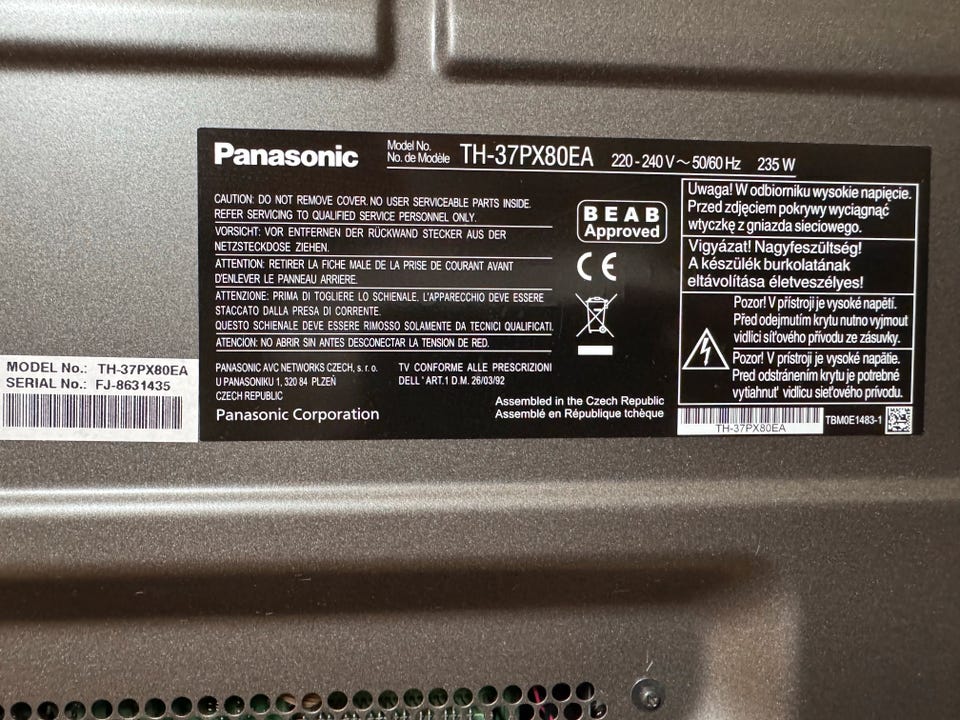 Panasonic
Model No.
No. de Modèle
TH-37PX80EA 220 - 240 V ~ 50/60 Hz 235 W
CAUTION: DO NOT REMOVE COVER. NO USER SERVICEABLE PARTS INSIDE.
REFER SERVICING TO QUALIFIED SERVICE PERSONNEL ONLY.
VORSICHT: VOR ENTFERNEN DER RÜCKWAND STECKER AUS DER
NETZSTECKDOSE ZIEHEN.
ATTENTION: RETIRER LA FICHE MALE DE LA PRISE DE COURANT AVANT
D'ENLEVER LE PANNEAU ARRIERE.
ATTENZIONE: PRIMA DI TOGLIERE LO SCHIENALE. L'APPARECCHIO DEVE ESSERE
STACCATO DALLA PRESA DI CORRENTE.
QUESTO SCHIENALE DEVE ESSERE RIMOSSO SOLAMENTE DA TECNICI QUALIFICATI.
ATENCION: NO ABRIR SIN ANTES DESCONECTAR LA TENSION DE RED.
PANASONIC AVC NETWORKS CZECH, s. r. o.
U PANASONIKU 1, 320 84 PLZEŇ
CZECH REPUBLIC
Panasonic Corporation
TV CONFORME ALLE PRESCRIZIONI
DELL' ART.1 D.M. 26/03/92
BEAB
Approved
CE
Assembled in the Czech Republic
Assemblé en République tchèque
Uwaga! W odbiorniku wysokie napięcie.
Przed zdjęciem pokrywy wyciągnąć
wtyczkę z gniazda sieciowego.
Vigyázat! Nagyfeszültség!
A készülék burkolatának
eltávolítása életveszélyes!
Pozor! V přístroji je vysoké napětí.
Před odejmutím krytu nutno vyjmout
vidlici síťového přívodu ze zásuvky.
Pozor! V prístroji je vysoké napätie.
Pred odstránením krytu je potrebné
vytiahnuť vidlicu sieťového prívodu.
TH-37PX80EA
TBM0E1483-1
MODEL No.: TH-37PX80EA
SERIAL No.: FJ-8631435